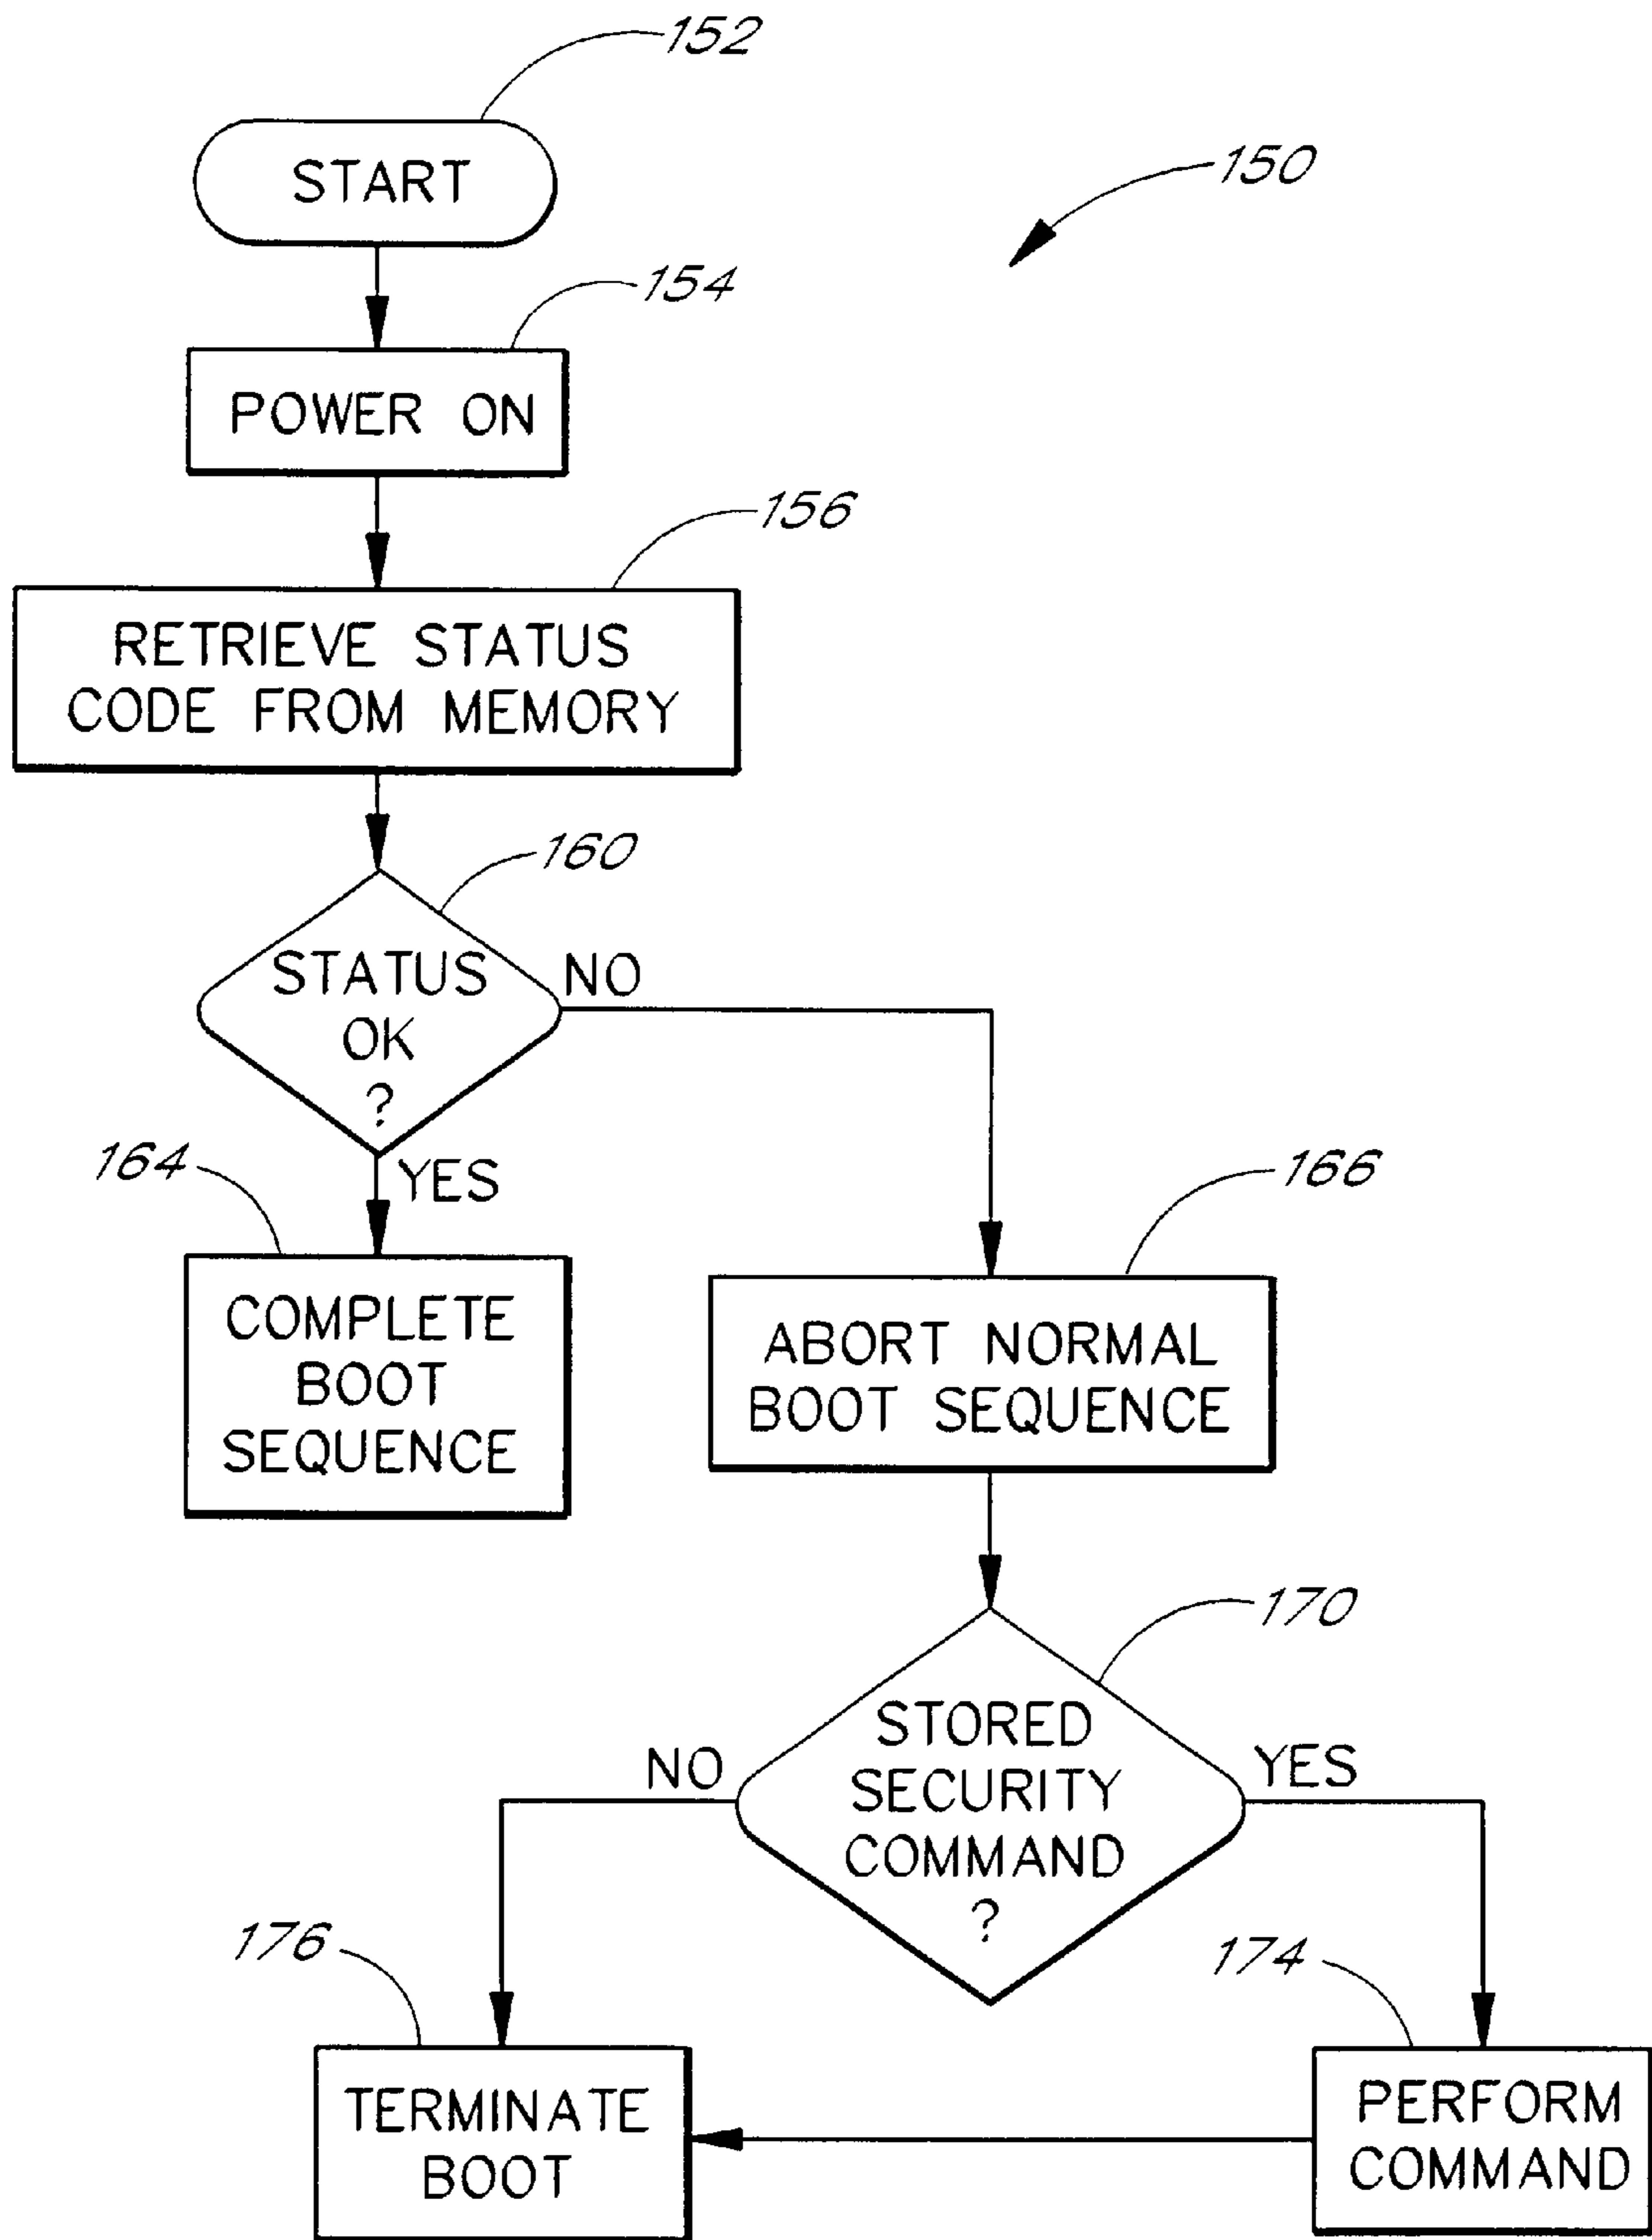 152
START
150
154
POWER ON
156
RETRIEVE STATUS
CODE FROM MEMORY
160
STATUS
OK
?
NO
164
YES
166
COMPLETE
BOOT
SEQUENCE
ABORT NORMAL
BOOT SEQUENCE
170
STORED
SECURITY
COMMAND
?
NO
YES
176
174
TERMINATE
BOOT
PERFORM
COMMAND